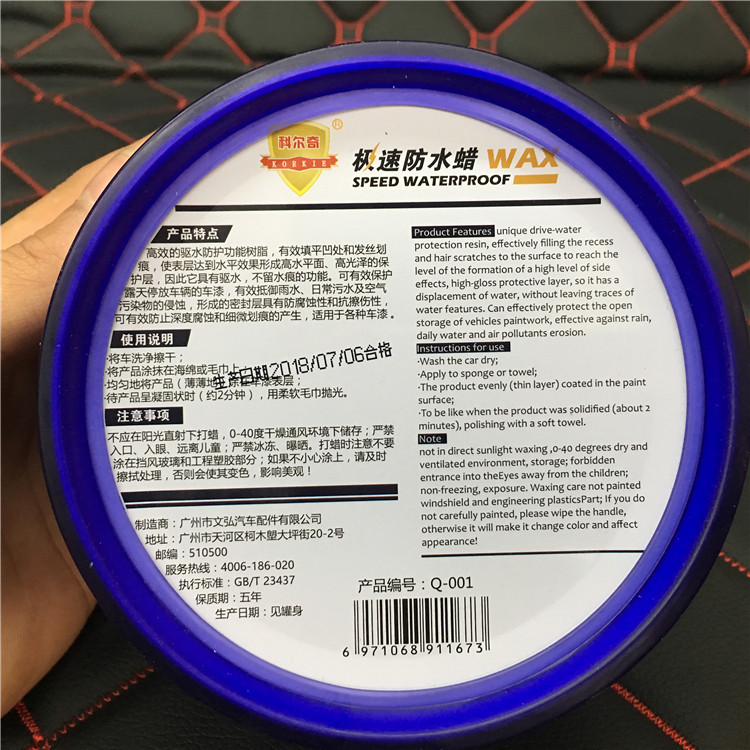 科尔奇®
KORKIE
极速防水蜡 WAX
SPEED WATERPROOF
产品特点
高效的驱水防护功能树脂，有效填平凹处和发丝划
痕，使表层达到水平效果形成高水平面、高光泽的保
护层，因此它具有驱水，不留水痕的功能。可有效保护
露天停放车辆的车漆，有效抵御雨水、日常污水及空气
污染物的侵蚀，形成的密封层具有防腐蚀性和抗擦伤性，
可有效防止深度腐蚀和细微划痕的产生，适用于各种车漆。
使用说明
·将车洗净擦干；
·将产品涂抹在海绵或毛巾上
·均匀地将产品（薄薄地 涂在车漆表层；
·待产品呈凝固状时（约2分钟），用柔软毛巾抛光。
生产日期2018/07/06合格
注意事项
不应在阳光直射下打蜡，0-40度干燥通风环境下储存；严禁
入口、入眼、远离儿童；严禁冰冻、曝晒。打蜡时注意不要
涂在挡风玻璃和工程塑胶部分；如果不小心涂上，请及时
擦拭处理，否则会使其变色，影响美观！
制造商：广州市文弘汽车配件有限公司
地址：广州市天河区柯木塱大坪街20-2号
邮编：510500
服务热线：4006-186-020
执行标准：GB/T 23437
保质期：五年
生产日期：见罐身
Product Features unique drive-water
protection resin, effectively filling the recess
and hair scratches to the surface to reach the
level of the formation of a high level of side
effects, high-gloss protective layer, so it has a
displacement of water, without leaving traces of
water features. Can effectively protect the open
storage of vehicles paintwork, effective against rain,
daily water and air pollutants erosion.
Instructions for use
·Wash the car dry;
·Apply to sponge or towel;
·The product evenly (thin layer) coated in the paint
surface;
·To be like when the product was solidified (about 2
minutes), polishing with a soft towel.
Note
not in direct sunlight waxing ,0-40 degrees dry and
ventilated environment, storage; forbidden
entrance into theEyes away from the children;
non-freezing, exposure. Waxing care not painted
windshield and engineering plasticsPart; If you do
not carefully painted, please wipe the handle,
otherwise it will make it change color and affect
appearance!
产品编号：Q-001
6 971068 911673